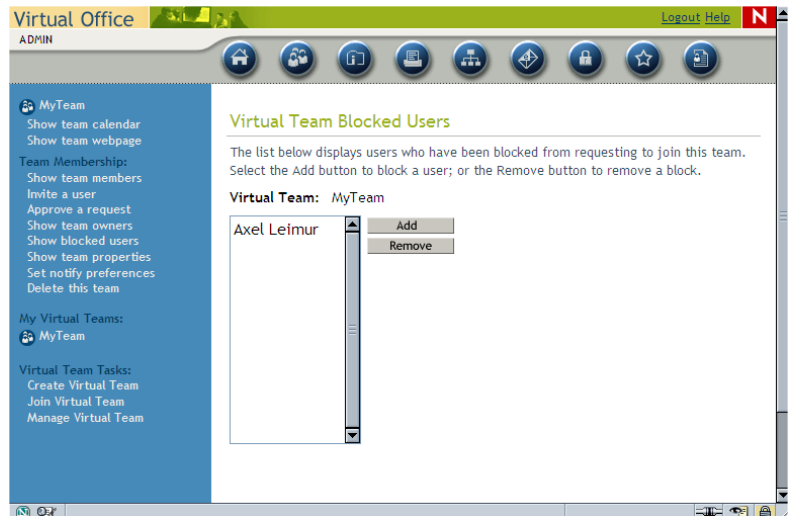 Virtual Office
Logout Help
N
ADMIN
MyTeam
Show team calendar
Show team webpage
Team Membership:
Show team members
Invite a user
Approve a request
Show team owners
Show blocked users
Show team properties
Set notify preferences
Delete this team
My Virtual Teams:
MyTeam
Virtual Team Tasks:
Create Virtual Team
Join Virtual Team
Manage Virtual Team
Virtual Team Blocked Users
The list below displays users who have been blocked from requesting to join this team.
Select the Add button to block a user; or the Remove button to remove a block.
Virtual Team: MyTeam
Axel Leimur
Add
Remove